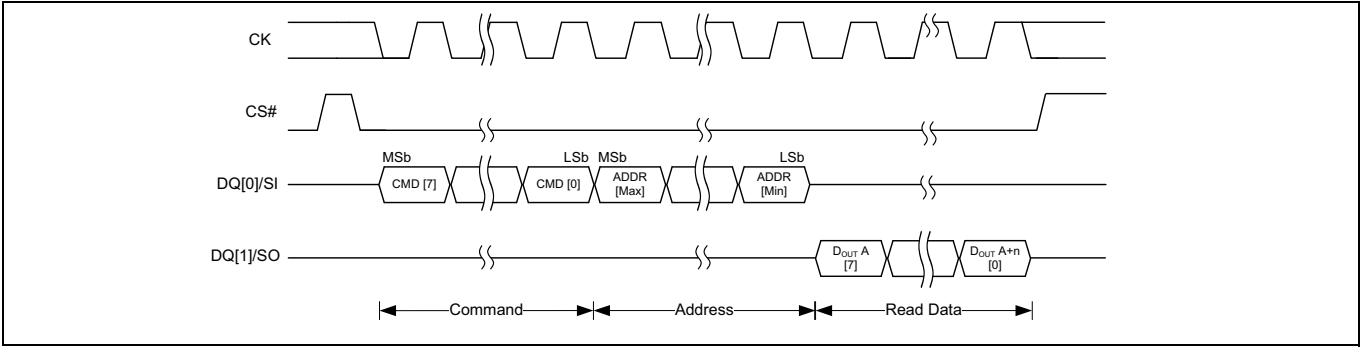 CK
CS#
MSb LSb MSb LSb
DQ[0]/SI CMD [7] CMD [0] ADDR [Max] ADDR [Min]
DQ[1]/SO DOUT A [7] DOUT A+n [0]
Command Address Read Data